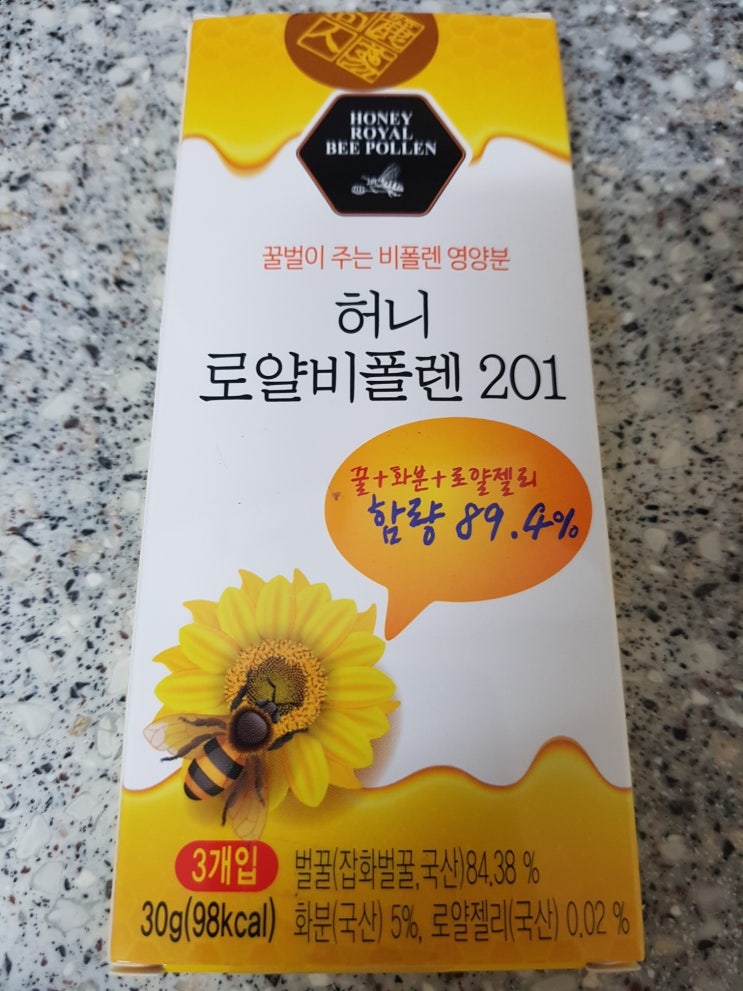 HONEY
ROYAL
BEE POLLEN
꿀벌이 주는 비폴렌 영양분
허니
로얄비폴렌 201
꿀+화분+로얄젤리
함량 89.4%
3개입
벌꿀(잡화벌꿀,국산)84.38 %
30g(98kcal)
화분(국산) 5%, 로얄젤리(국산) 0.02 %